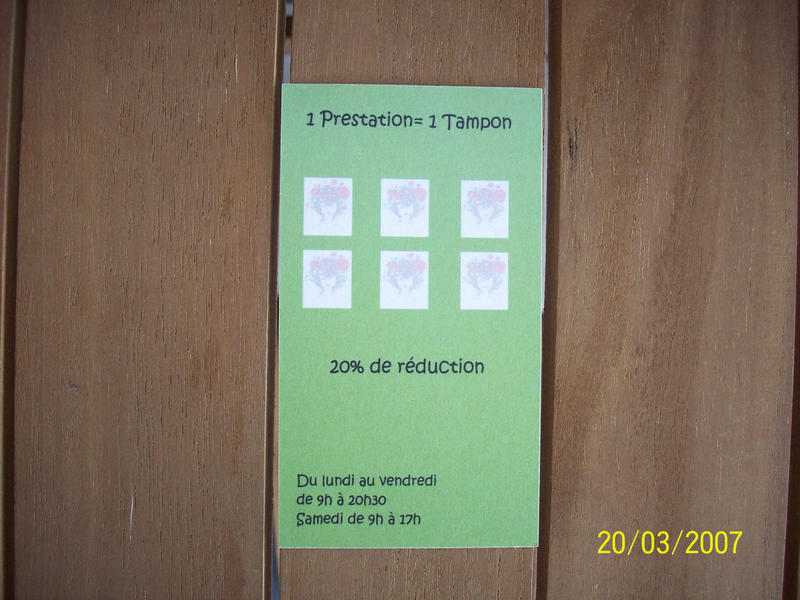 1 Prestation= 1 Tampon
20% de réduction
Du lundi au vendredi
de 9h à 20h30
Samedi de 9h à 17h
20/03/2007